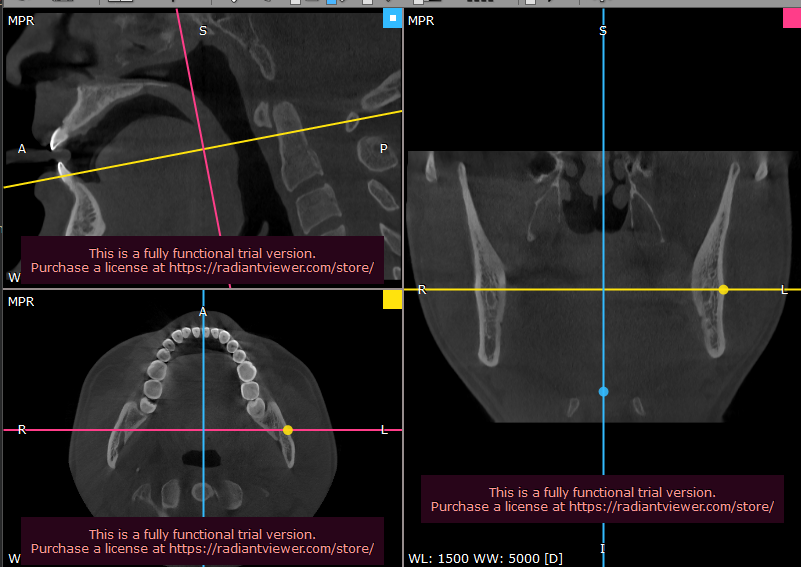 MPR
S
A
P
This is a fully functional trial version.
Purchase a license at https://radiantviewer.com/store/
W
MPR
A
R
L
This is a fully functional trial version.
Purchase a license at https://radiantviewer.com/store/
W
MPR
S
R
L
This is a fully functional trial version.
Purchase a license at https://radiantviewer.com/store/
I
WL: 1500 WW: 5000 [D]